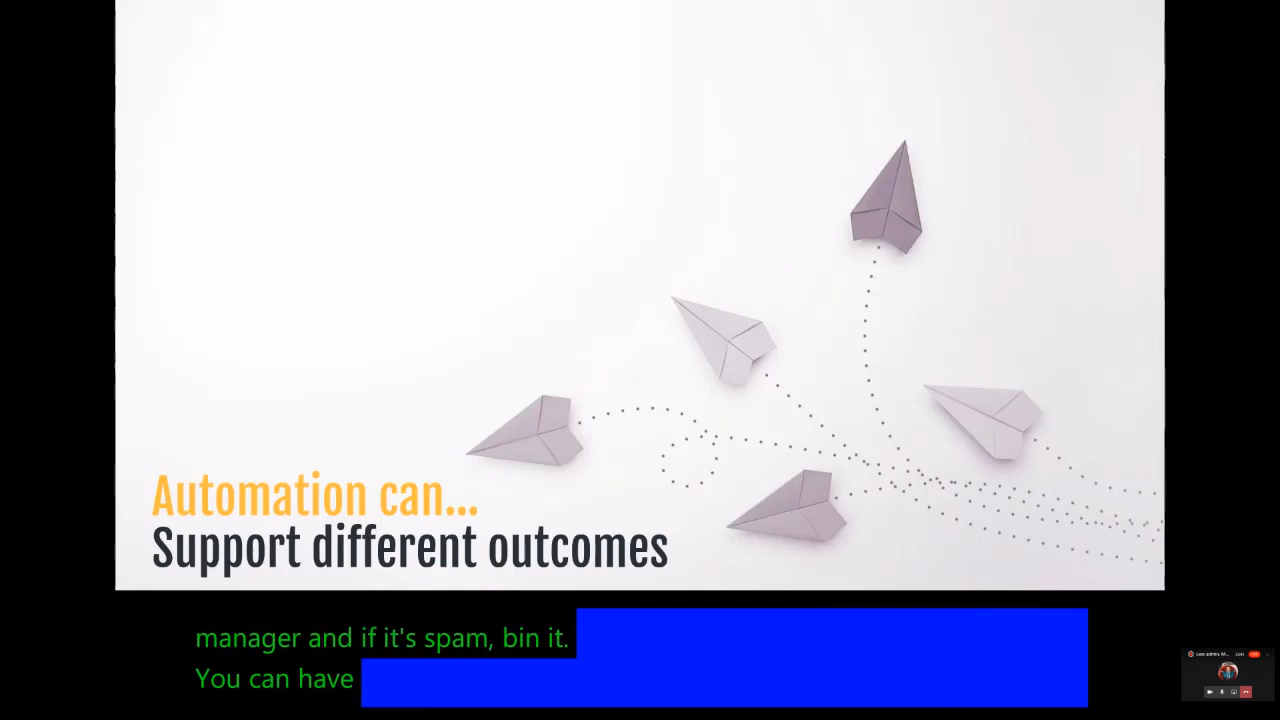 Automation can...
Support different outcomes
manager and if it's spam, bin it.
You can have